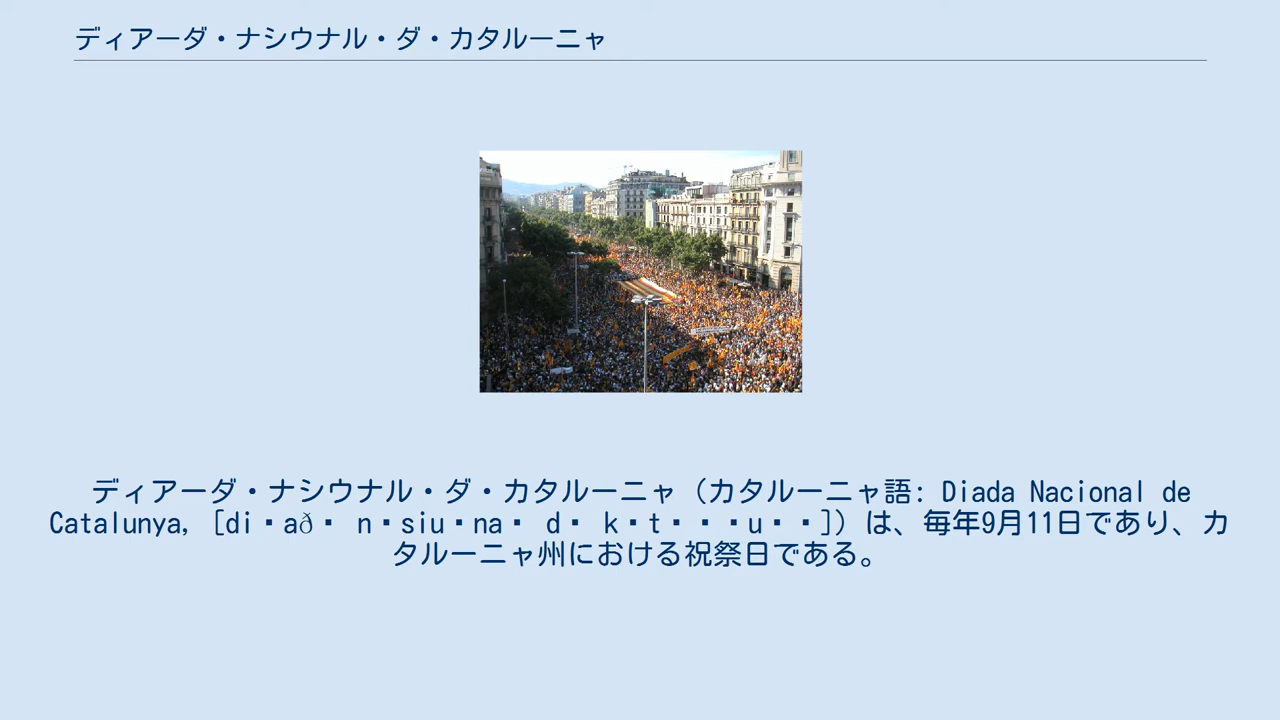 ディアーダ・ナシウナル・ダ・カタルーニャ
ディアーダ・ナシウナル・ダ・カタルーニャ（カタルーニャ語: Diada Nacional de
Catalunya, [di･að･ n･siu･na･ d･ k･t･･･u･･]）は、毎年9月11日であり、カ
タルーニャ州における祝祭日である。